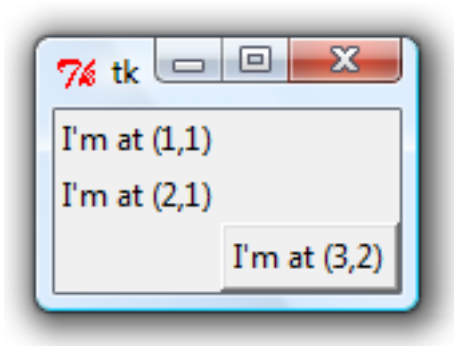 tk
I'm at (1,1)
I'm at (2,1)
I'm at (3,2)